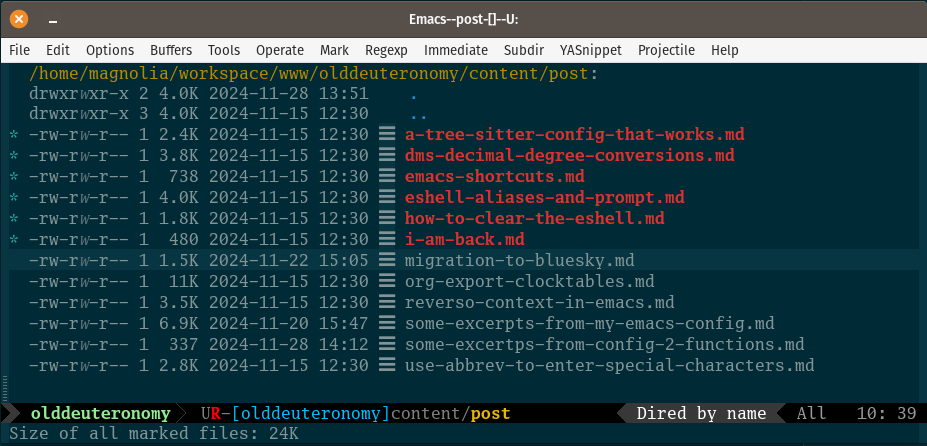 Emacs--post-[]--U:
File Edit Options Buffers Tools Operate Mark Regexp Immediate Subdir YASnippet Projectile Help
/home/magnolia/workspace/www/olddeuteronomy/content/post:
drwxrwxr-x 2 4.0K 2024-11-28 13:51 .
drwxrwxr-x 3 4.0K 2024-11-15 12:30 ..
* -rw-rw-r-- 1 2.4K 2024-11-15 12:30 a-tree-sitter-config-that-works.md
* -rw-rw-r-- 1 3.8K 2024-11-15 12:30 dms-decimal-degree-conversions.md
* -rw-rw-r-- 1 738 2024-11-15 12:30 emacs-shortcuts.md
* -rw-rw-r-- 1 4.0K 2024-11-15 12:30 eshell-aliases-and-prompt.md
* -rw-rw-r-- 1 1.8K 2024-11-15 12:30 how-to-clear-the-eshell.md
* -rw-rw-r-- 1 480 2024-11-15 12:30 i-am-back.md
-rw-rw-r-- 1 1.5K 2024-11-22 15:05 migration-to-bluesky.md
-rw-rw-r-- 1 11K 2024-11-15 12:30 org-export-clocktables.md
-rw-rw-r-- 1 3.5K 2024-11-15 12:30 reverso-context-in-emacs.md
-rw-rw-r-- 1 6.9K 2024-11-20 15:47 some-excerpts-from-my-emacs-config.md
-rw-rw-r-- 1 337 2024-11-28 14:12 some-excertps-from-config-2-functions.md
-rw-rw-r-- 1 2.8K 2024-11-15 12:30 use-abbrev-to-enter-special-characters.md
olddeuteronomy UR-[olddeuteronomy]content/post Dired by name All 10: 39
Size of all marked files: 24K